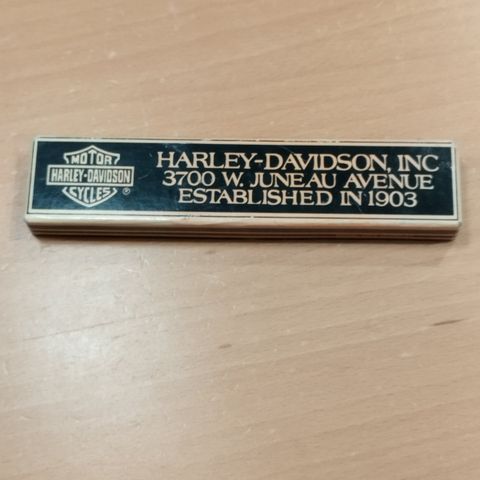 MOTOR
HARLEY-DAVIDSON
CYCLES
®
HARLEY-DAVIDSON, INC
3700 W. JUNEAU AVENUE
ESTABLISHED IN 1903